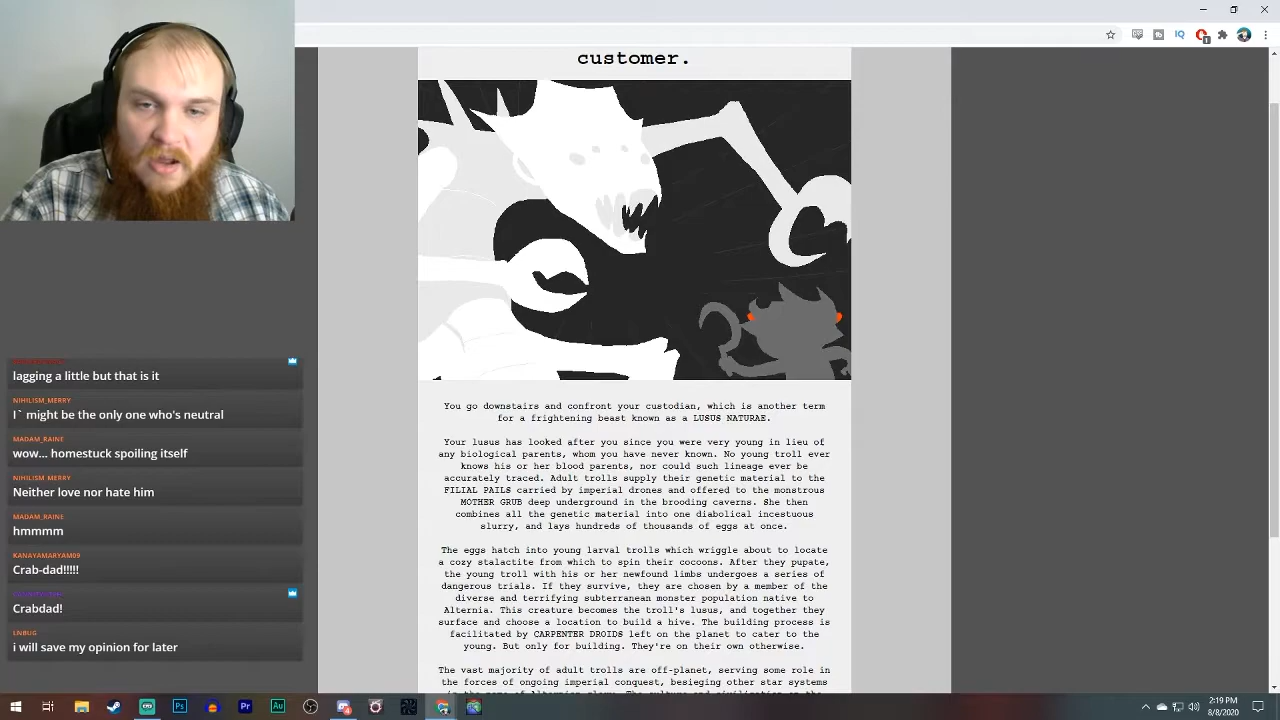 customer.
You go downstairs and confront your custodian, which is another term
for a frightening beast known as a LUSUS NATURAE.
Your lusus has looked after you since you were very young in lieu of
any biological parents, whom you have never known. No young troll ever
knows his or her blood parents, nor could such lineage ever be
accurately traced. Adult trolls supply their genetic material to the
FILIAL PAILS carried by imperial drones and offered to the monstrous
MOTHER GRUB deep underground in the brooding caverns. She then
combines all the genetic material into one diabolical incestuous
slurry, and lays hundreds of thousands of eggs at once.
The eggs hatch into young larval trolls which wriggle about to locate
a cozy stalactite from which to spin their cocoons. After they pupate,
the young troll with his or her newfound limbs undergoes a series of
dangerous trials. If they survive, they are chosen by a member of the
diverse and terrifying subterranean monster population native to
Alternia. This creature becomes the troll's lusus, and together they
surface and choose a location to build a hive. The building process is
facilitated by CARPENTER DROIDS left on the planet to cater to the
young. But only for building. They're on their own otherwise.
The vast majority of adult trolls are off-planet, serving some role in
the forces of ongoing imperial conquest, besieging other star systems
lagging a little but that is it
NIHILISM_MERRY
I` might be the only one who's neutral
MADAM_RAINE
wow... homestuck spoiling itself
NIHILISM_MERRY
Neither love nor hate him
MADAM_RAINE
hmmmm
KANAYAMARYAM09
Crab-dad!!!!!
Crabdad!
LNBUG
i will save my opinion for later
IQ
1
2:19 PM
8/8/2020